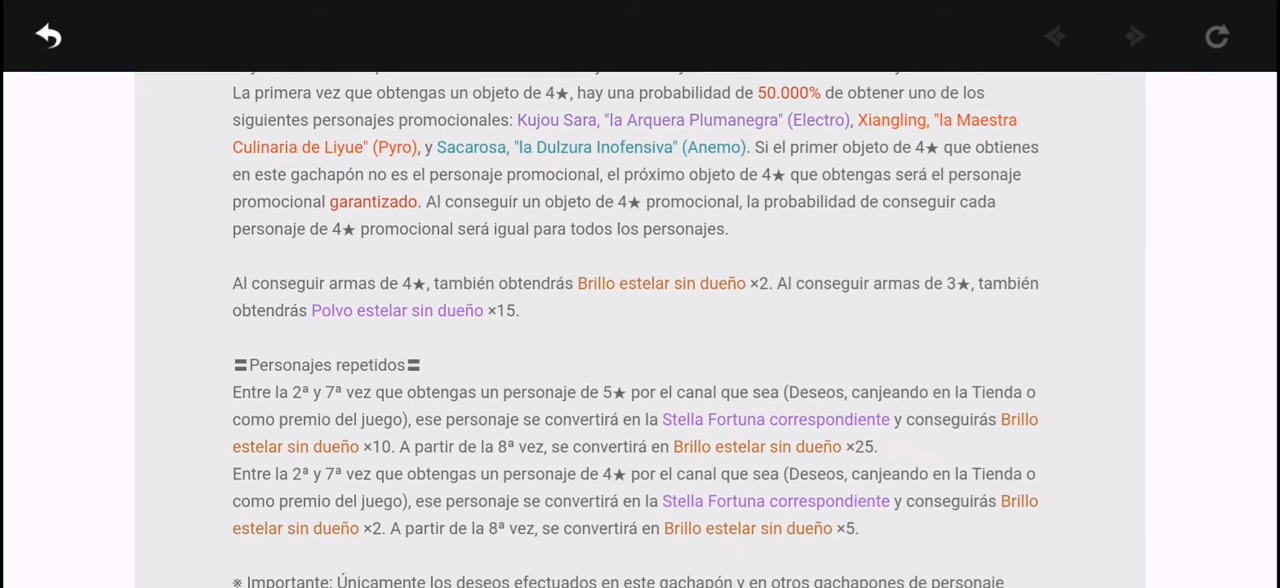 La primera vez que obtengas un objeto de 4★, hay una probabilidad de 50.000% de obtener uno de los
siguientes personajes promocionales: Kujou Sara, "la Arquera Plumanegra" (Electro), Xiangling, "la Maestra
Culinaria de Liyue" (Pyro), y Sacarosa, "la Dulzura Inofensiva" (Anemo). Si el primer objeto de 4★ que obtienes
en este gachapón no es el personaje promocional, el próximo objeto de 4★ que obtengas será el personaje
promocional garantizado. Al conseguir un objeto de 4★ promocional, la probabilidad de conseguir cada
personaje de 4★ promocional será igual para todos los personajes.
Al conseguir armas de 4★, también obtendrás Brillo estelar sin dueño ×2. Al conseguir armas de 3★, también
obtendrás Polvo estelar sin dueño ×15.
〓Personajes repetidos〓
Entre la 2ª y 7ª vez que obtengas un personaje de 5★ por el canal que sea (Deseos, canjeando en la Tienda o
como premio del juego), ese personaje se convertirá en la Stella Fortuna correspondiente y conseguirás Brillo
estelar sin dueño ×10. A partir de la 8ª vez, se convertirá en Brillo estelar sin dueño ×25.
Entre la 2ª y 7ª vez que obtengas un personaje de 4★ por el canal que sea (Deseos, canjeando en la Tienda o
como premio del juego), ese personaje se convertirá en la Stella Fortuna correspondiente y conseguirás Brillo
estelar sin dueño ×2. A partir de la 8ª vez, se convertirá en Brillo estelar sin dueño ×5.
※ Importante: Únicamente los deseos efectuados en este gachapón y en otros gachapones de personaje